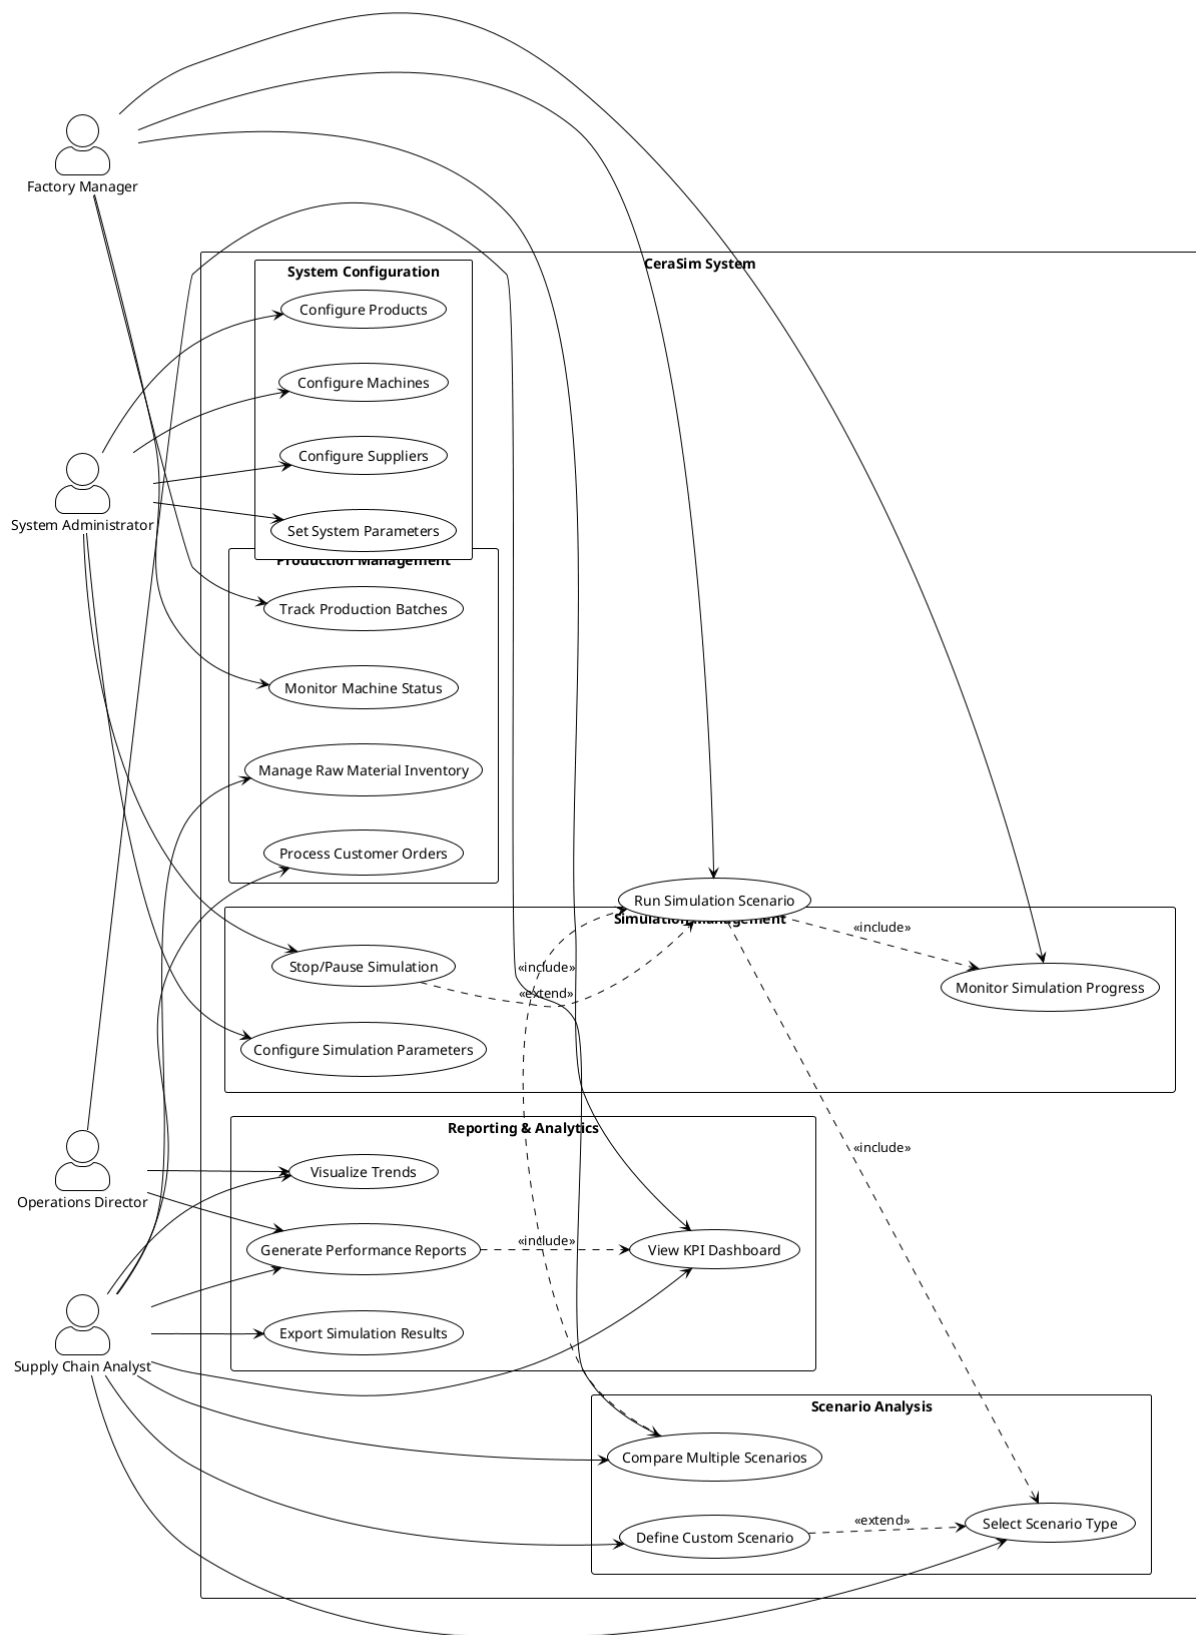 Factory Manager
CeraSim System
System Configuration
Configure Products
Configure Machines
Configure Suppliers
System Administrator
Set System Parameters
Production Management
Track Production Batches
Monitor Machine Status
Manage Raw Material Inventory
Process Customer Orders
Run Simulation Scenario
Simulation Management
«include»
Stop/Pause Simulation
«include»
Monitor Simulation Progress
«extend»
Configure Simulation Parameters
Reporting & Analytics
«include»
Visualize Trends
Operations Director
Generate Performance Reports
«include»
View KPI Dashboard
Export Simulation Results
Supply Chain Analyst
Scenario Analysis
Compare Multiple Scenarios
Define Custom Scenario
«extend»
Select Scenario Type